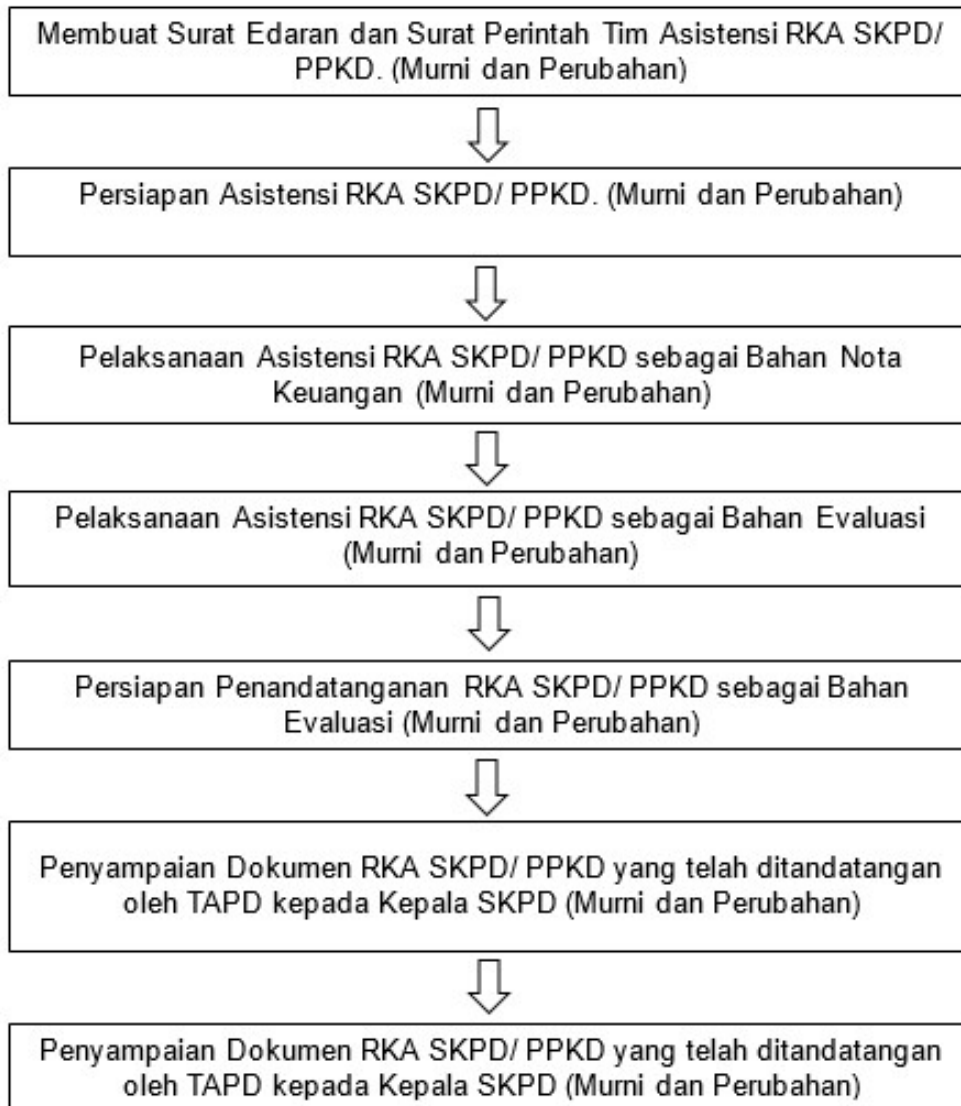 Membuat Surat Edaran dan Surat Perintah Tim Asistensi RKA SKPD/
PPKD. (Murni dan Perubahan)
Persiapan Asistensi RKA SKPD/ PPKD. (Murni dan Perubahan)
Pelaksanaan Asistensi RKA SKPD/ PPKD sebagai Bahan Nota
Keuangan (Murni dan Perubahan)
Pelaksanaan Asistensi RKA SKPD/ PPKD sebagai Bahan Evaluasi
(Murni dan Perubahan)
Persiapan Penandatanganan RKA SKPD/ PPKD sebagai Bahan
Evaluasi (Murni dan Perubahan)
Penyampaian Dokumen RKA SKPD/ PPKD yang telah ditandatangan
oleh TAPD kepada Kepala SKPD (Murni dan Perubahan)
Penyampaian Dokumen RKA SKPD/ PPKD yang telah ditandatangan
oleh TAPD kepada Kepala SKPD (Murni dan Perubahan)